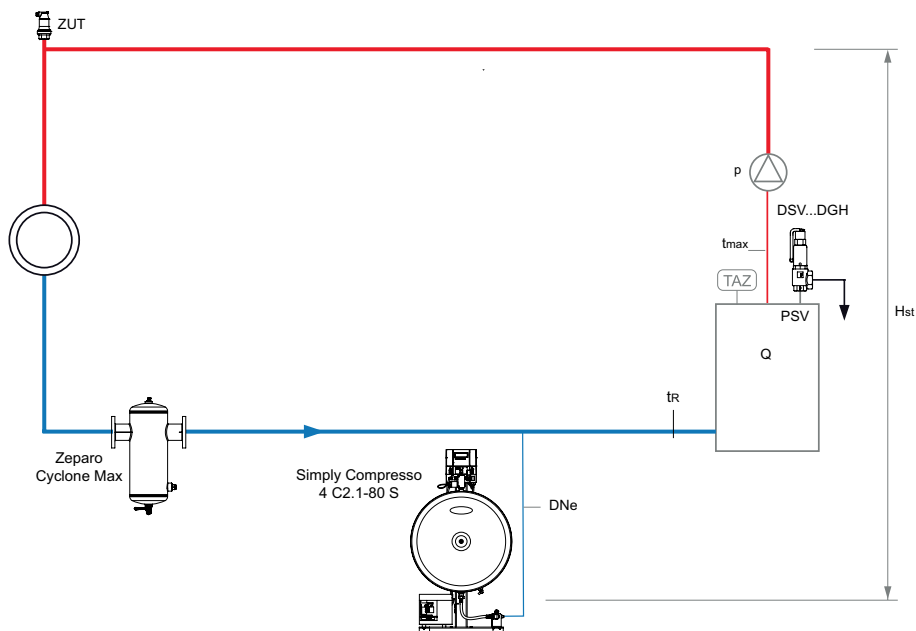 ZUT
p
DSV...DGH
tmax
TAZ
PSV
Hst
Q
tR
Zeparo
Cyclone Max
Simply Compresso
4 C2.1-80 S
DNe